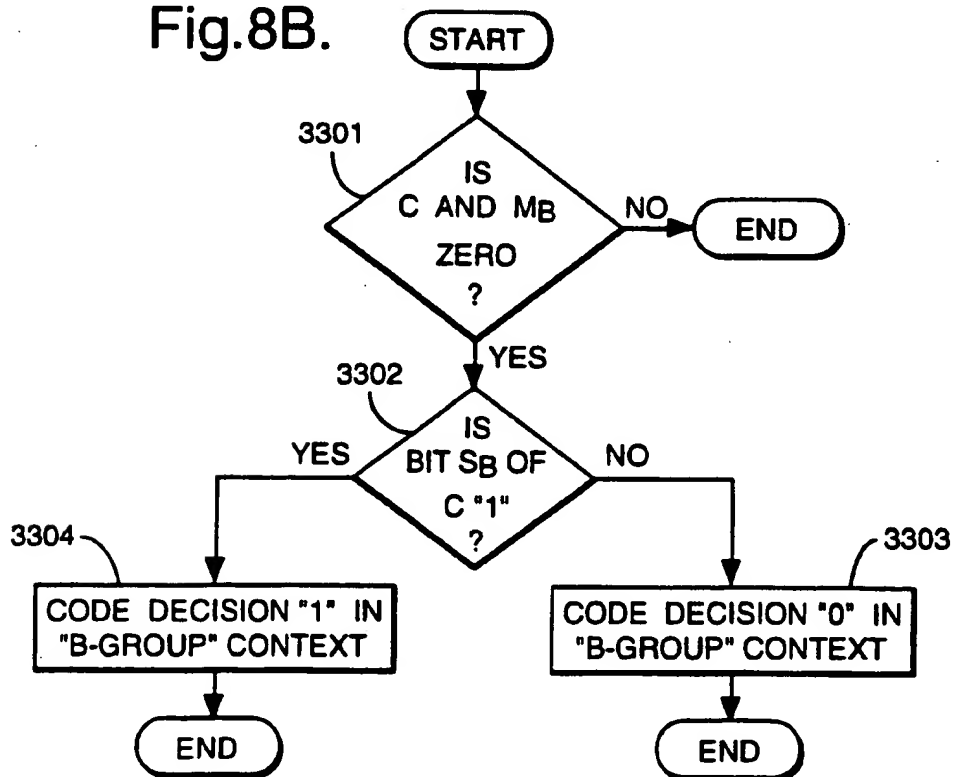 Fig.8B.
START
3301
IS
C AND MB
ZERO
?
NO
END
YES
3302
IS
BIT SB OF
C "1"
?
YES
NO
3304
3303
CODE DECISION "1" IN
"B-GROUP" CONTEXT
CODE DECISION "0" IN
"B-GROUP" CONTEXT
END
END